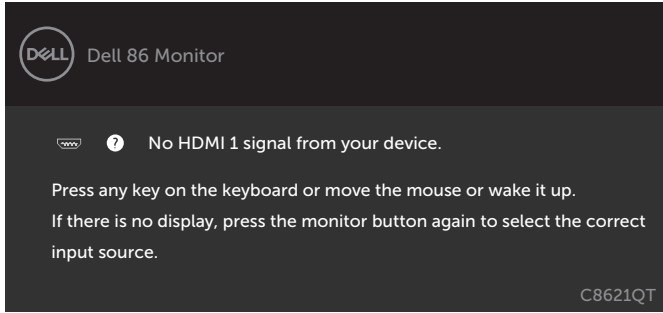 DELL
Dell 86 Monitor
No HDMI 1 signal from your device.
Press any key on the keyboard or move the mouse or wake it up.
If there is no display, press the monitor button again to select the correct
input source.
C8621QT